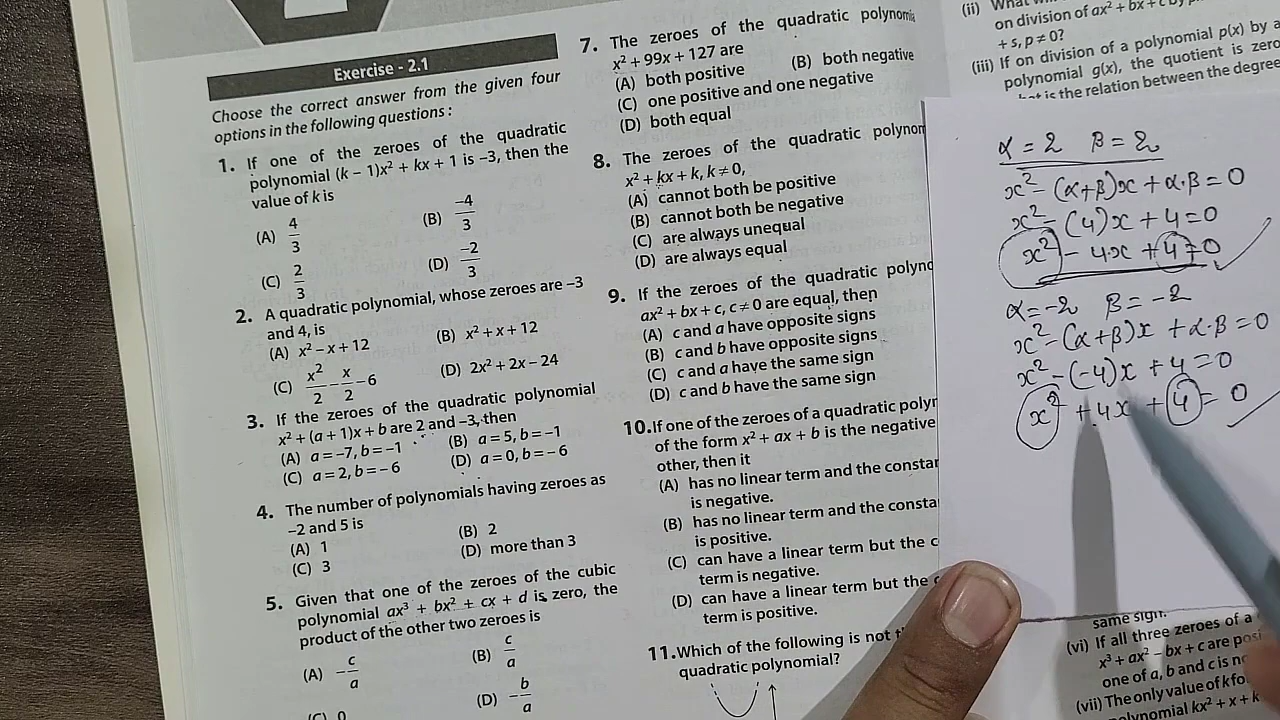 Exercise - 2.1
Choose the correct answer from the given four
options in the following questions :
1. If one of the zeroes of the quadratic
polynomial (k – 1)x² + kx + 1 is –3, then the
value of k is
(A) 4/3 (B) -4/3
(C) 2/3 (D) -2/3
2. A quadratic polynomial, whose zeroes are –3
and 4, is
(A) x² – x + 12 (B) x² + x + 12
(C) x²/2 – x/2 – 6 (D) 2x² + 2x – 24
3. If the zeroes of the quadratic polynomial
x² + (a + 1)x + b are 2 and –3, then
(A) a = –7, b = –1 (B) a = 5, b = –1
(C) a = 2, b = – 6 (D) a = 0, b = – 6
4. The number of polynomials having zeroes as
–2 and 5 is
(A) 1 (B) 2
(C) 3 (D) more than 3
5. Given that one of the zeroes of the cubic
polynomial ax³ + bx² + cx + d is zero, the
product of the other two zeroes is
(A) – c/a (B) c/a
(C) 0 (D) – b/a
7. The zeroes of the quadratic
x² + 99x + 127 are
(A) both positive (B) both negative
(C) one positive and one negative
(D) both equal
8. The zeroes of the quadratic
x² + kx + k, k ≠ 0,
(A) cannot both be positive
(B) cannot both be negative
(C) are always unequal
(D) are always equal
9. If the zeroes of the quadratic
ax² + bx + c, c ≠ 0 are equal, then
(A) c and a have opposite signs
(B) c and b have opposite signs
(C) c and a have the same sign
(D) c and b have the same sign
10. If one of the zeroes of a quadratic
of the form x² + ax + b is the negative
other, then it
(A) has no linear term and the
is negative.
(B) has no linear term and the
is positive.
(C) can have a linear term but the
term is negative.
(D) can have a linear term but the
term is positive.
11. Which of the following is not
quadratic polynomial?
(ii)
on division of ax² + bx + c by
+ s, p ≠ 0?
(iii) If on division of a polynomial p(x) by a
polynomial g(x), the quotient is zero
is the relation between the
α = 2 β = 2
x² – (α+β)x + α.β = 0
x² – (4)x + 4 = 0
x² – 4x + 4 = 0
α = –2 β = –2
x² – (α+β)x + α.β = 0
x² – (–4)x + 4 = 0
x² + 4x + 4 = 0
same sign.
(vi) If all three zeroes of a
x³ + ax² – bx + c are
one of a, b and c is
(vii) The only value of k
kx² + x + k